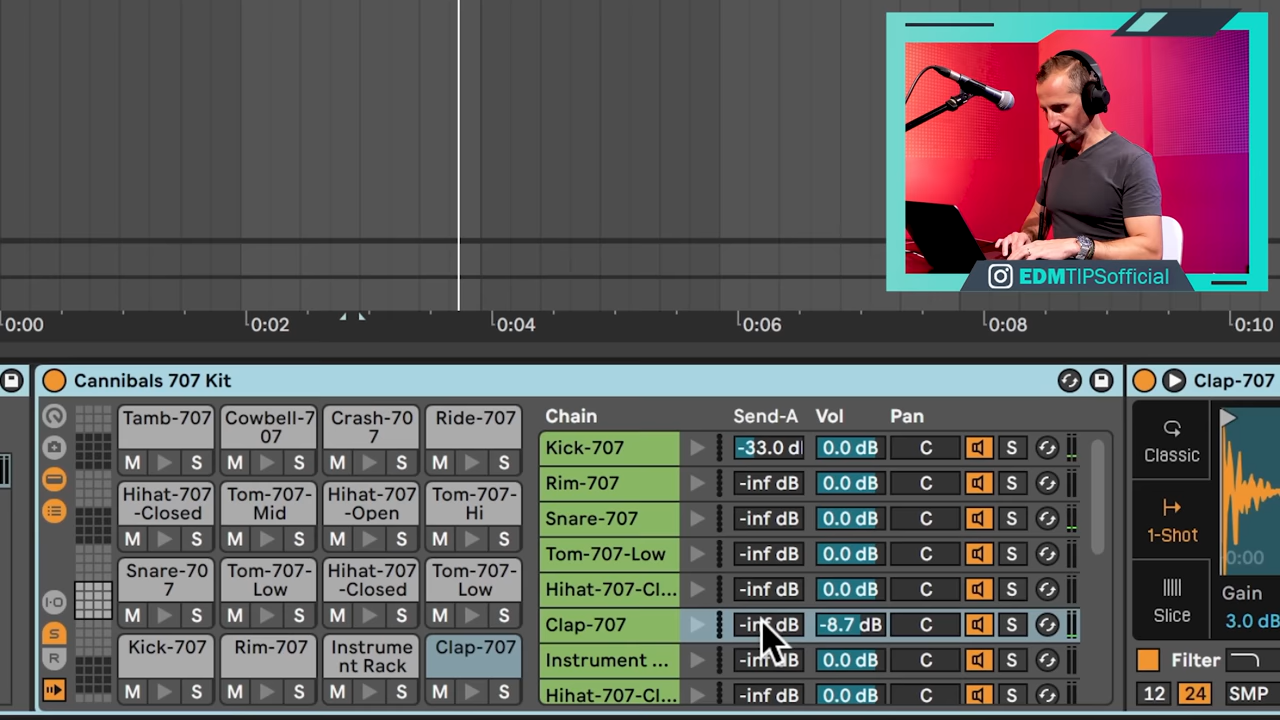 EDMTIPSofficial
0:00
0:02
0:04
0:06
0:08
0:10
Cannibals 707 Kit
Clap-707
Tamb-707
Cowbell-7
07
Crash-70
7
Ride-707
M S M S M S M S
Hihat-707
-Closed
Tom-707-
Mid
Hihat-707
-Open
Tom-707-
Hi
M S M S M S M S
Snare-70
7
Tom-707-
Low
Hihat-707
-Closed
Tom-707-
Low
M S M S M S M S
Kick-707
Rim-707
Instrume
nt Rack
Clap-707
M S M S M S M S
I-O
S
R
Chain Send-A Vol Pan
Kick-707 -33.0 d 0.0 dB C S
Rim-707 -inf dB 0.0 dB C S
Snare-707 -inf dB 0.0 dB C S
Tom-707-Low -inf dB 0.0 dB C S
Hihat-707-Cl... -inf dB 0.0 dB C S
Clap-707 -inf dB -8.7 dB C S
Instrument ... -inf dB 0.0 dB C S
Hihat-707-Cl... -inf dB 0.0 dB C S
Classic
1-Shot
Slice
0:00
Gain
3.0 dB
Filter
12 24 SMP